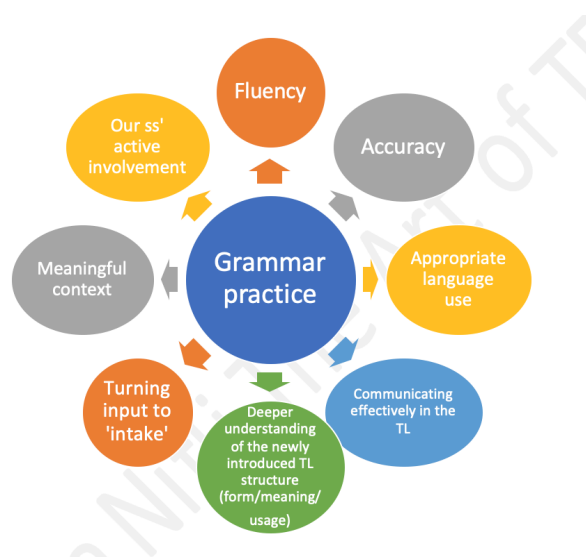 Fluency
Accuracy
Appropriate
language
use
Communicating
effectively in the
TL
Deeper
understanding
of the newly
introduced TL
structure
(form/meaning/
usage)
Turning
input to
'intake'
Meaningful
context
Our ss'
active
involvement
Grammar
practice